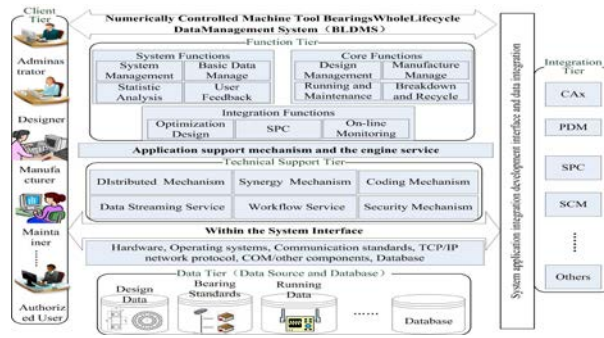 Client
Tier
Adminas
trator
Designer
Manufa
cturer
Mainta
iner
Authoriz
ed User
Numerically Controlled Machine Tool BearingsWholeLifecycle
DataManagement System（BLDMS）
Function Tier
System Functions
System
Management
Basic Data
Manage
Statistic
Analysis
User
Feedback
Core Functions
Design
Management
Manufacture
Manage
Running and
Maintenance
Breakdown
and Recycle
Integration Functions
Optimization
Design
SPC
On-line
Monitoring
Application support mechanism and the engine service
Technical Support Tier
DIstributed Mechanism
Synergy Mechanism
Coding Mechanism
Data Streaming Service
Workflow Service
Security Mechanism
Within the System Interface
Hardware, Operating systems, Communication standards, TCP/IP
network protocol, COM/other components, Database
Data Tier（Data Source and Database）
Design
Data
Bearing
Standards
Running
Data
......
Database
System application integration development interface and data integration
Integration
Tier
CAx
PDM
SPC
SCM
Others